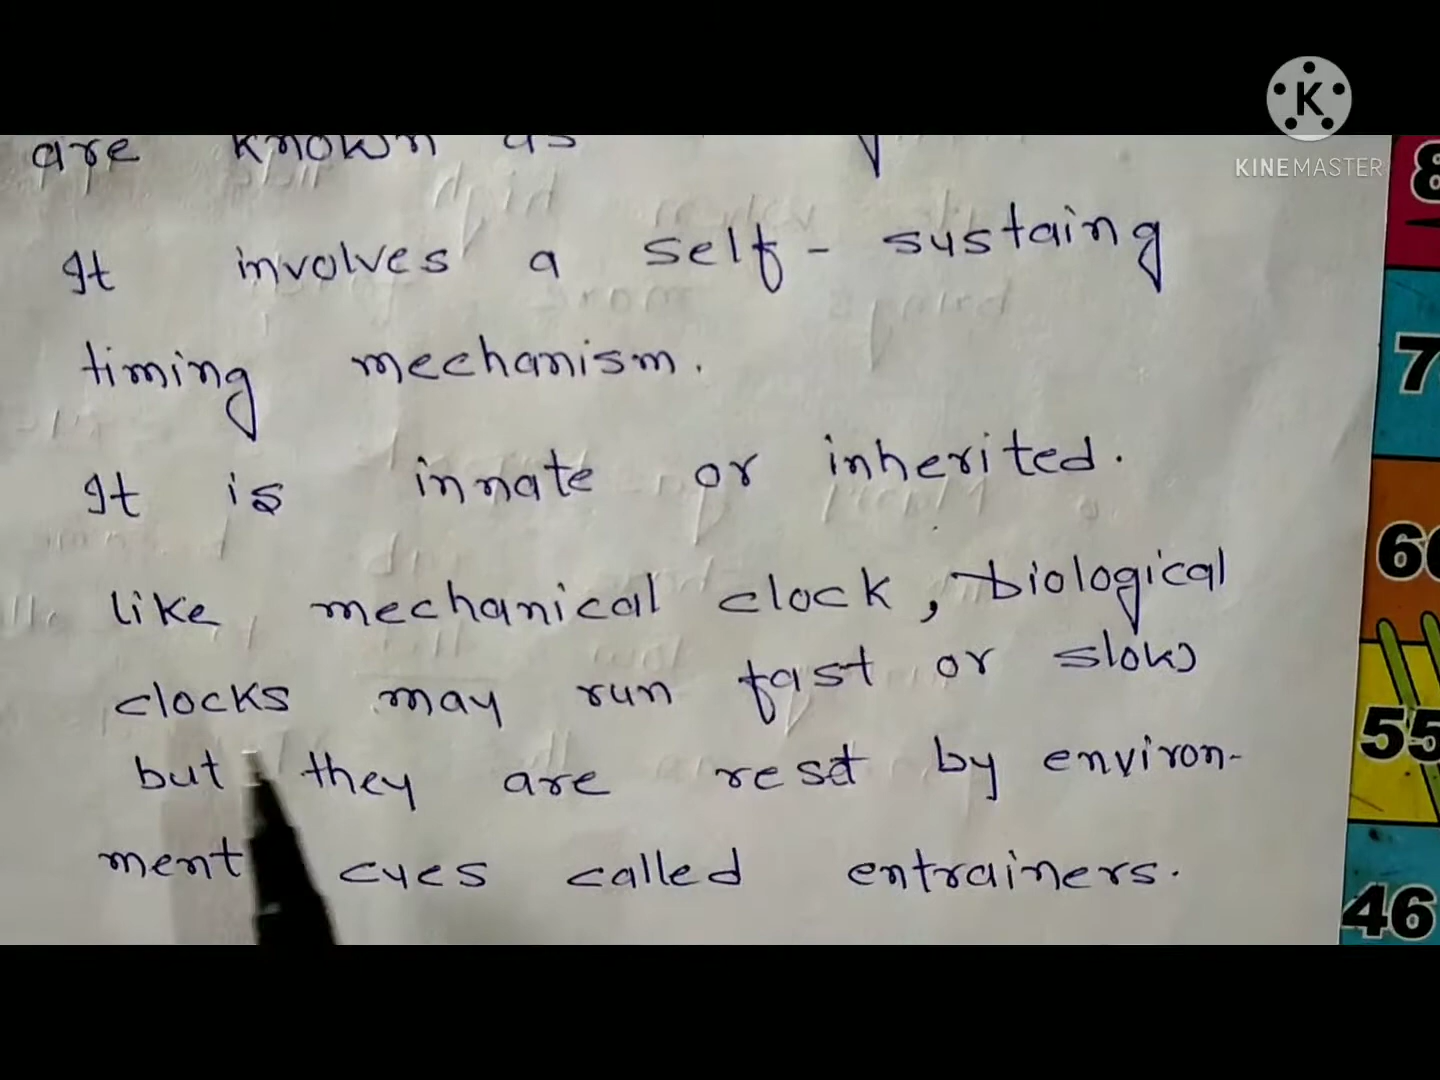 K
KINEMASTER
are known as
It involves a self-sustaing
timing mechanism.
It is innate or inherited.
like mechanical clock, biological
clocks may run fast or slow
but they are reset by environ-
ment cues called entrainers.
8
7
60
55
46